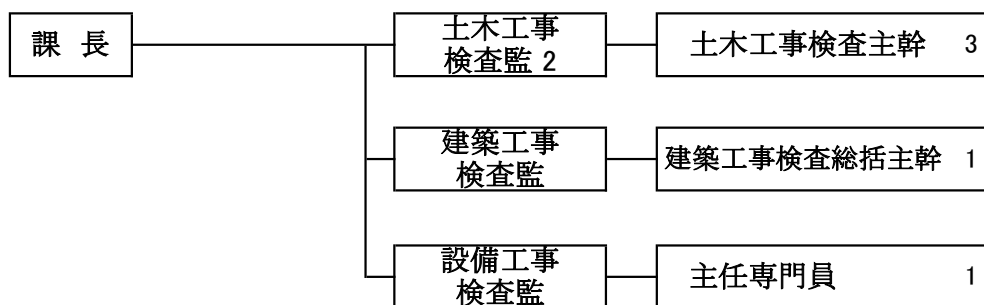 課 長
土木工事
検査監 2
土木工事検査主幹 3
建築工事
検査監
建築工事検査総括主幹 1
設備工事
検査監
主任専門員 1